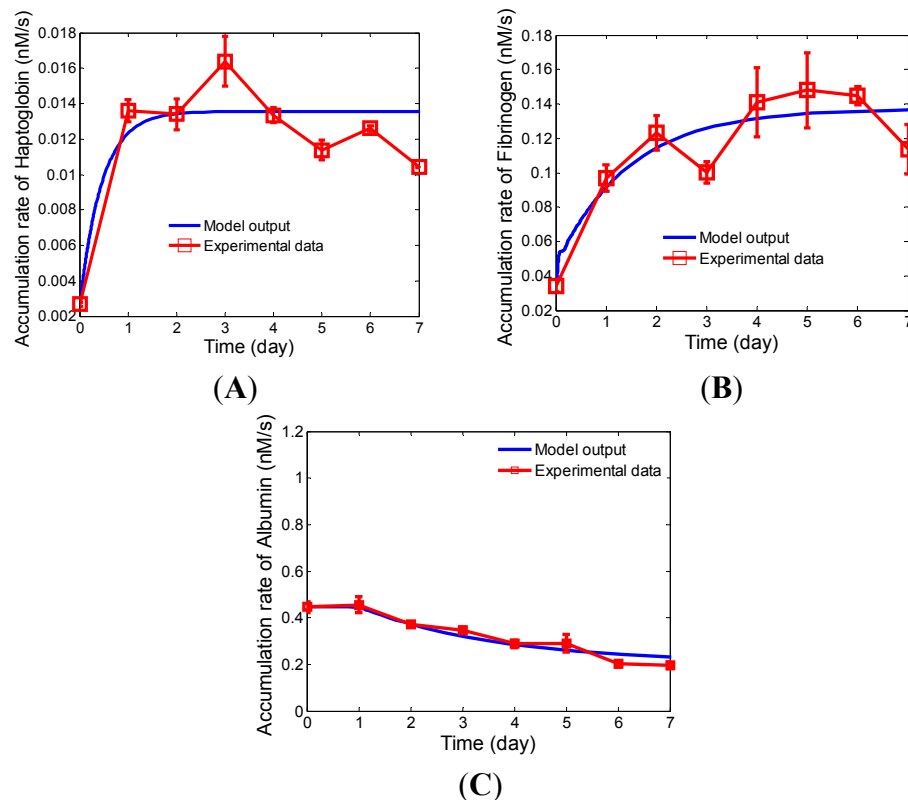 Accumulation rate of Haptoglobin (nM/s)
0.018
0.016
0.014
0.012
0.01
0.008
0.006
0.004
0.002
Model output
Experimental data
0 1 2 3 4 5 6 7
Time (day)
(A)
Accumulation rate of Fibrinogen (nM/s)
0.18
0.16
0.14
0.12
0.1
0.08
0.06
0.04
0.02
Model output
Experimental data
0 1 2 3 4 5 6 7
Time (day)
(B)
Accumulation rate of Albumin (nM/s)
1.2
1
0.8
0.6
0.4
0.2
0
Model output
Experimental data
0 1 2 3 4 5 6 7
Time (day)
(C)